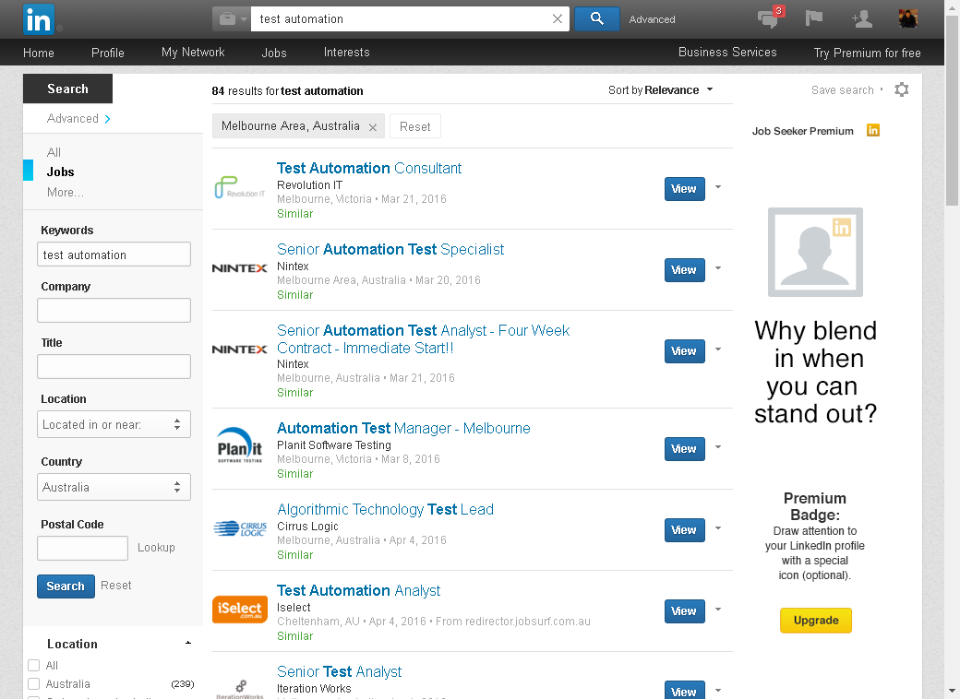 in
test automation
Advanced
3
Home Profile My Network Jobs Interests Business Services Try Premium for free
Search
Advanced
All
Jobs
More...
Keywords
test automation
Company
Title
Location
Located in or near:
Country
Australia
Postal Code
Lookup
Search Reset
Location
All
Australia (239)
84 results for test automation
Sort by Relevance
Melbourne Area, Australia
Reset
Revolution IT
Test Automation Consultant
Revolution IT
Melbourne, Victoria • Mar 21, 2016
Similar
View
NINTEX
Senior Automation Test Specialist
Nintex
Melbourne Area, Australia • Mar 20, 2016
Similar
View
NINTEX
Senior Automation Test Analyst - Four Week
Contract - Immediate Start!!
Nintex
Melbourne, Australia • Mar 21, 2016
Similar
View
Planit
SOFTWARE TESTING
Automation Test Manager - Melbourne
Planit Software Testing
Melbourne, Victoria • Mar 8, 2016
Similar
View
CIRRUS
LOGIC
Algorithmic Technology Test Lead
Cirrus Logic
Melbourne, Australia • Apr 4, 2016
Similar
View
iSelect
.com.au
Test Automation Analyst
Iselect
Cheltenham, AU • Apr 4, 2016 • From redirector.jobsurf.com.au
Similar
View
IterationWorks
Senior Test Analyst
Iteration Works
View
Save search
Job Seeker Premium in
in
Why blend
in when
you can
stand out?
Premium
Badge:
Draw attention to
your LinkedIn profile
with a special
icon (optional).
Upgrade